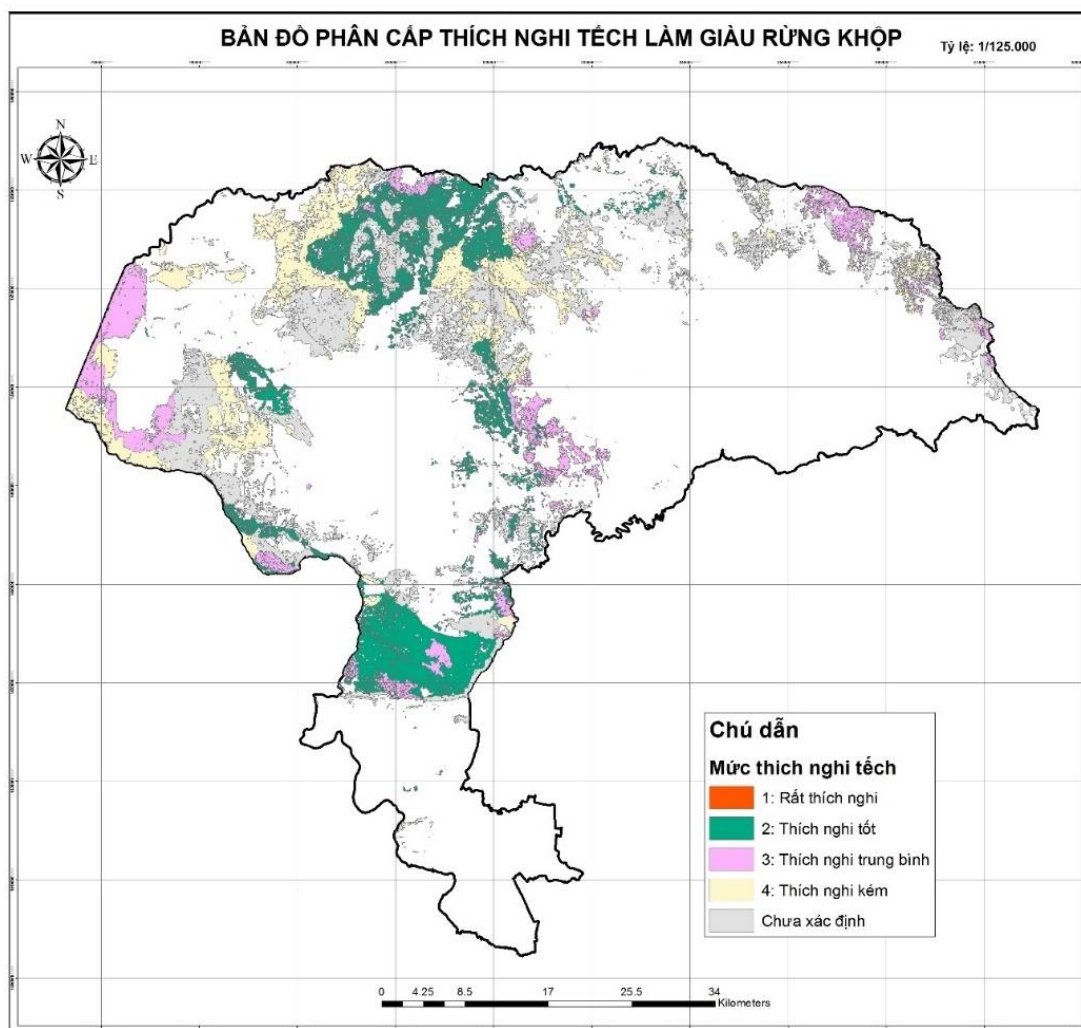 BẢN ĐỒ PHÂN CẤP THÍCH NGHI TẾCH LÀM GIÀU RỪNG KHỘP
Tỷ lệ: 1/125.000
N
W E
S
Chú dẫn
Mức thích nghi tếch
1: Rất thích nghi
2: Thích nghi tốt
3: Thích nghi trung bình
4: Thích nghi kém
Chưa xác định
0 4.25 8.5 17 25.5 34
Kilometers